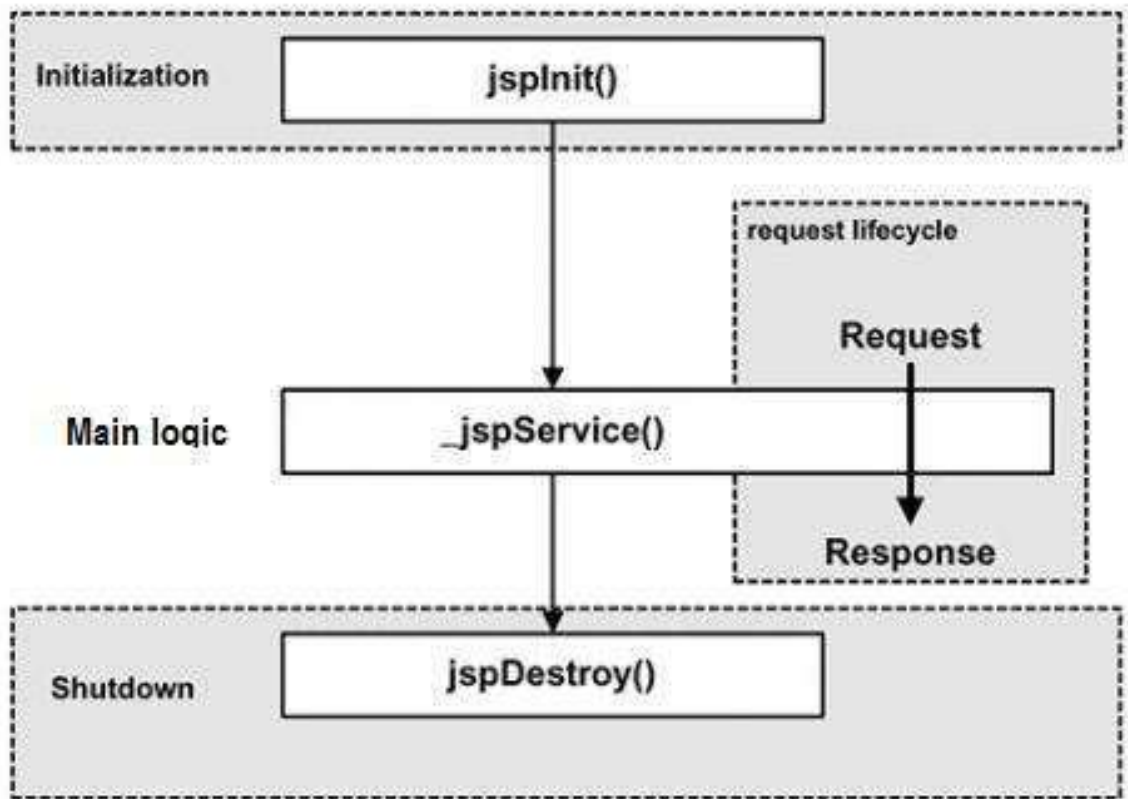 Initialization
jspInit()
request lifecycle
Request
Main logic
_jspService()
Response
Shutdown
jspDestroy()